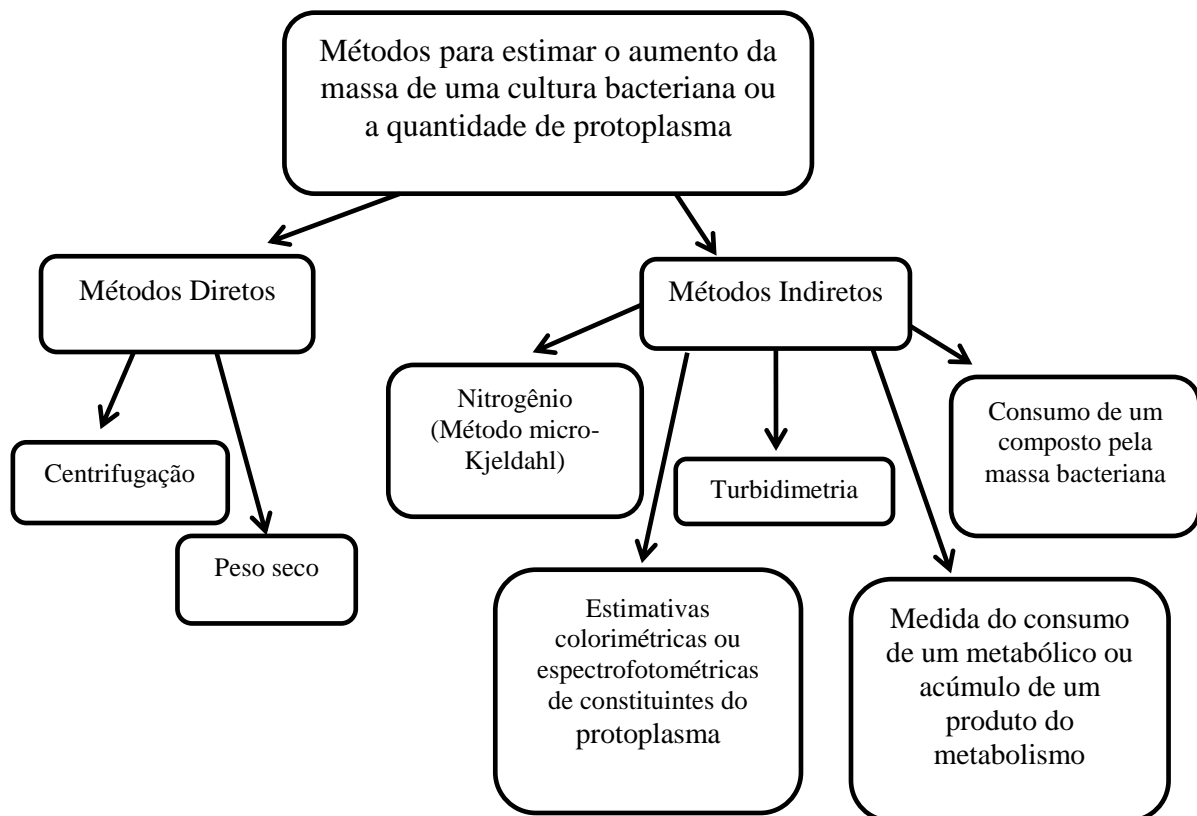 Métodos para estimar o aumento da
massa de uma cultura bacteriana ou
a quantidade de protoplasma
Métodos Diretos
Métodos Indiretos
Centrifugação
Peso seco
Nitrogênio
(Método micro-
Kjeldahl)
Turbidimetria
Consumo de um
composto pela
massa bacteriana
Estimativas
colorimétricas ou
espectrofotométricas
de constituintes do
protoplasma
Medida do consumo
de um metabólico ou
acúmulo de um
produto do
metabolismo